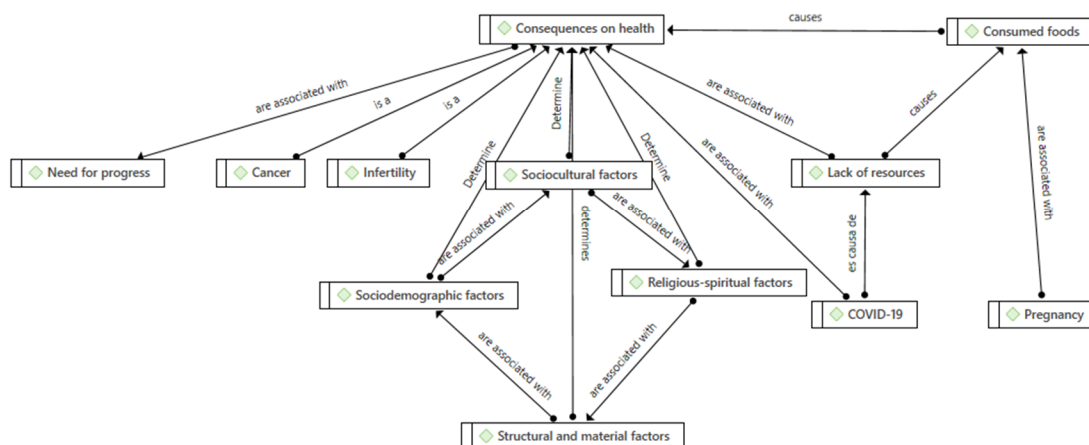 causes
Consequences on health
Consumed foods
are associated with
is a
is a
Determine
Determine
Determine
are associated with
causes
are associated with
are associated with
Need for progress
Cancer
Infertility
Sociocultural factors
Lack of resources
are associated with
determines
are associated with
es causa de
Sociodemographic factors
Religious-spiritual factors
COVID-19
Pregnancy
are associated with
are associated with
Structural and material factors